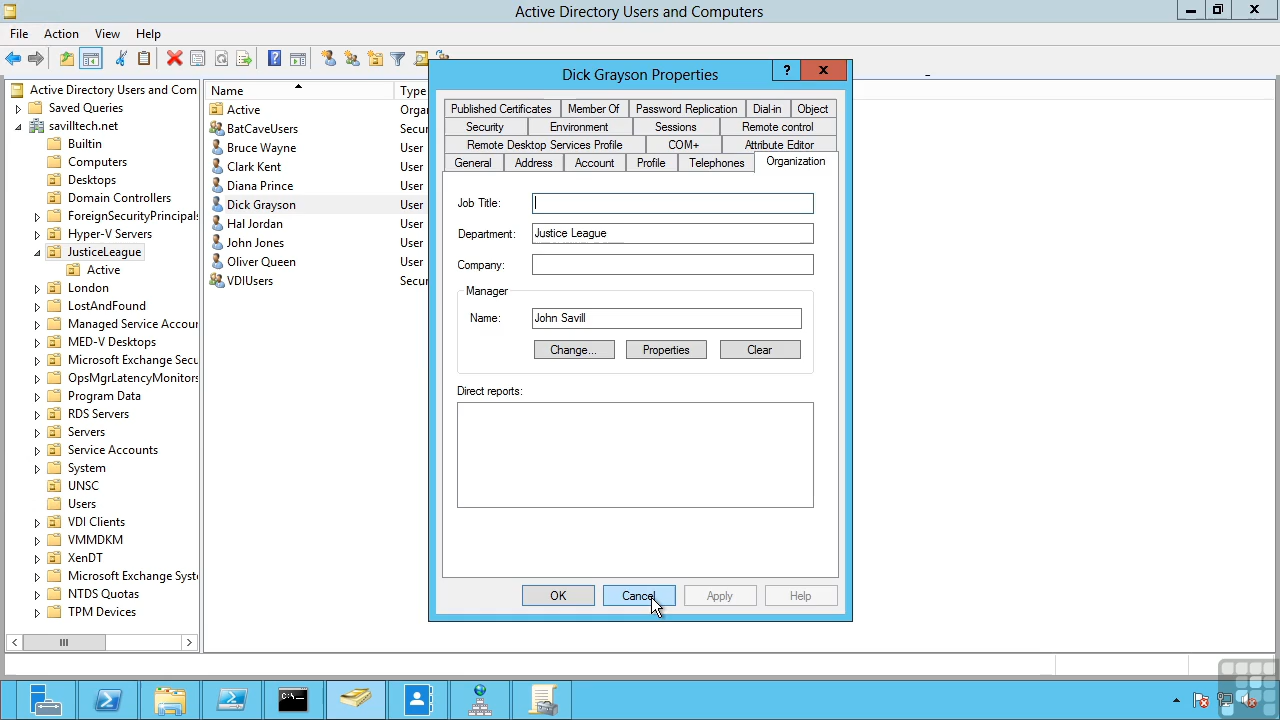 Active Directory Users and Computers
File Action View Help
Active Directory Users and Com
Saved Queries
savilltech.net
Builtin
Computers
Desktops
Domain Controllers
ForeignSecurityPrincipals
Hyper-V Servers
JusticeLeague
Active
London
LostAndFound
Managed Service Accour
MED-V Desktops
Microsoft Exchange Secu
OpsMgrLatencyMonitors
Program Data
RDS Servers
Servers
Service Accounts
System
UNSC
Users
VDI Clients
VMMDKM
XenDT
Microsoft Exchange Syste
NTDS Quotas
TPM Devices
Name Type
Active Organ
BatCaveUsers Secur
Bruce Wayne User
Clark Kent User
Diana Prince User
Dick Grayson User
Hal Jordan User
John Jones User
Oliver Queen User
VDIUsers Secur
Dick Grayson Properties
? X
Published Certificates Member Of Password Replication Dial-in Object
Security Environment Sessions Remote control
Remote Desktop Services Profile COM+ Attribute Editor
General Address Account Profile Telephones Organization
Job Title:
Department: Justice League
Company:
Manager
Name: John Savill
Change... Properties Clear
Direct reports:
OK Cancel Apply Help